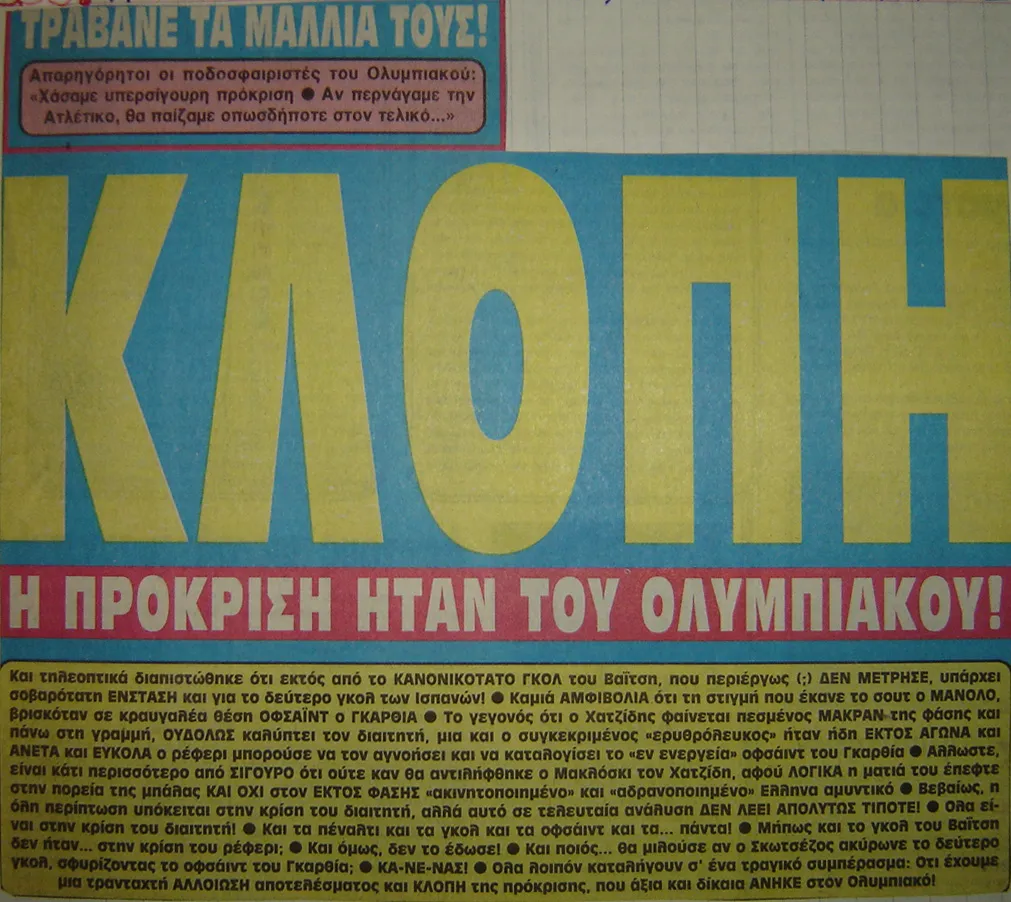 ΤΡΑΒΑΝΕ ΤΑ ΜΑΛΛΙΑ ΤΟΥΣ!
Απαρηγόρητοι οι ποδοσφαιριστές του Ολυμπιακού:
«Χάσαμε υπερσίγουρη πρόκριση ● Αν περνάγαμε την
Ατλέτικο, θα παίζαμε οπωσδήποτε στον τελικό...»
ΚΛΟΠΗ
Η ΠΡΟΚΡΙΣΗ ΗΤΑΝ ΤΟΥ ΟΛΥΜΠΙΑΚΟΥ!
Και τηλεοπτικά διαπιστώθηκε ότι εκτός από το ΚΑΝΟΝΙΚΟΤΑΤΟ ΓΚΟΛ του Βαΐτση, που περιέργως (;) ΔΕΝ ΜΕΤΡΗΣΕ, υπάρχει
σοβαρότατη ΕΝΣΤΑΣΗ και για το δεύτερο γκολ των Ισπανών! ● Καμιά ΑΜΦΙΒΟΛΙΑ ότι τη στιγμή που έκανε το σουτ ο ΜΑΝΟΛΟ,
βρισκόταν σε κραυγαλέα θέση ΟΦΣΑΪΝΤ ο ΓΚΑΡΘΙΑ ● Το γεγονός ότι ο Χατζίδης φαίνεται πεσμένος ΜΑΚΡΑΝ της φάσης και
πάνω στη γραμμή, ΟΥΔΟΛΩΣ καλύπτει τον διαιτητή, μια και ο συγκεκριμένος «ερυθρόλευκος» ήταν ήδη ΕΚΤΟΣ ΑΓΩΝΑ και
ΑΝΕΤΑ και ΕΥΚΟΛΑ ο ρέφερι μπορούσε να τον αγνοήσει και να καταλογίσει το «εν ενεργεία» οφσάιντ του Γκαρθία ● Αλλωστε,
είναι κάτι περισσότερο από ΣΙΓΟΥΡΟ ότι ούτε καν θα αντιλήφθηκε ο Μακλόσκι τον Χατζίδη, αφού ΛΟΓΙΚΑ η ματιά του έπεφτε
στην πορεία της μπάλας ΚΑΙ ΟΧΙ στον ΕΚΤΟΣ ΦΑΣΗΣ «ακινητοποιημένο» και «αδρανοποιημένο» Ελληνα αμυντικό ● Βεβαίως, η
όλη περίπτωση υπόκειται στην κρίση του διαιτητή, αλλά αυτό σε τελευταία ανάλυση ΔΕΝ ΛΕΕΙ ΑΠΟΛΥΤΩΣ ΤΙΠΟΤΕ! ● Ολα εί-
ναι στην κρίση του διαιτητή! ● Και τα πέναλτι και τα γκολ και τα οφσάιντ και τα... πάντα! ● Μήπως και το γκολ του Βαΐτση
δεν ήταν... στην κρίση του ρέφερι; ● Και όμως, δεν το έδωσε! ● Και ποιός... θα μιλούσε αν ο Σκωτσέζος ακύρωνε το δεύτερο
γκολ, σφυρίζοντας το οφσάιντ του Γκαρθία; ● ΚΑ-ΝΕ-ΝΑΣ! ● Ολα λοιπόν καταλήγουν σ' ένα τραγικό συμπέρασμα: Οτι έχουμε
μια τρανταχτή ΑΛΛΟΙΩΣΗ αποτελέσματος και ΚΛΟΠΗ της πρόκρισης, που άξια και δίκαια ΑΝΗΚΕ στον Ολυμπιακό!